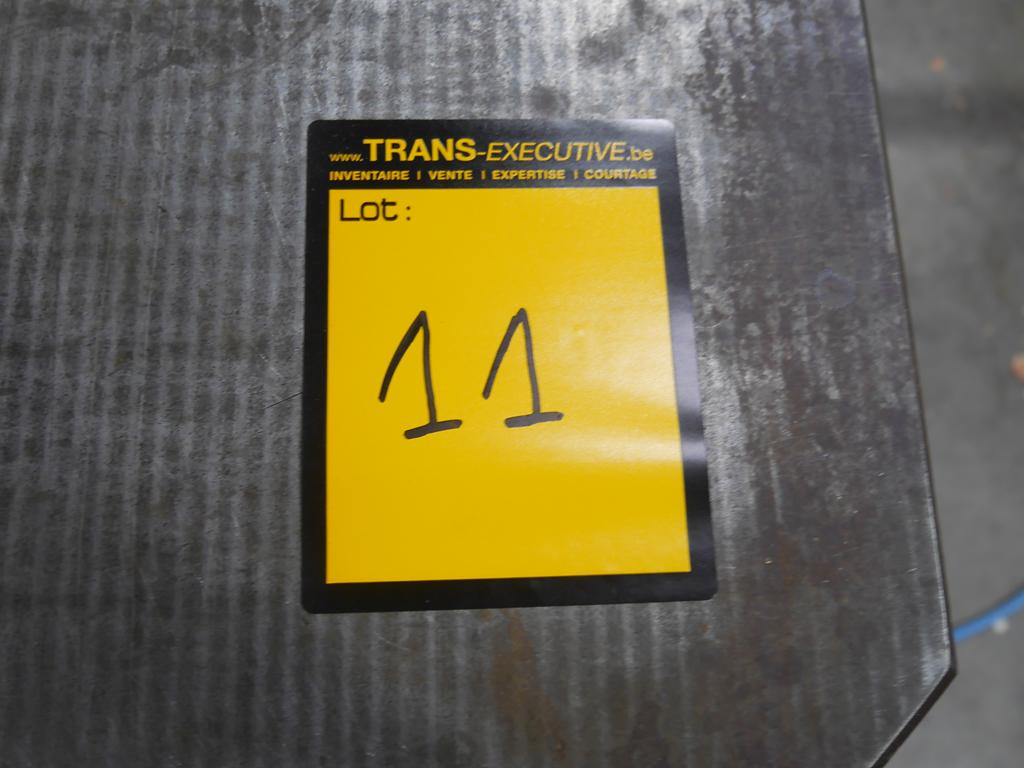 www.TRANS-EXECUTIVE.be
INVENTAIRE I VENTE I EXPERTISE I COURTAGE
Lot:
11